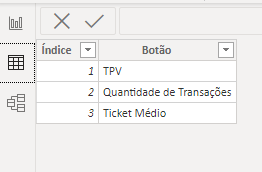 Índice Botão
1 TPV
2 Quantidade de Transações
3 Ticket Médio